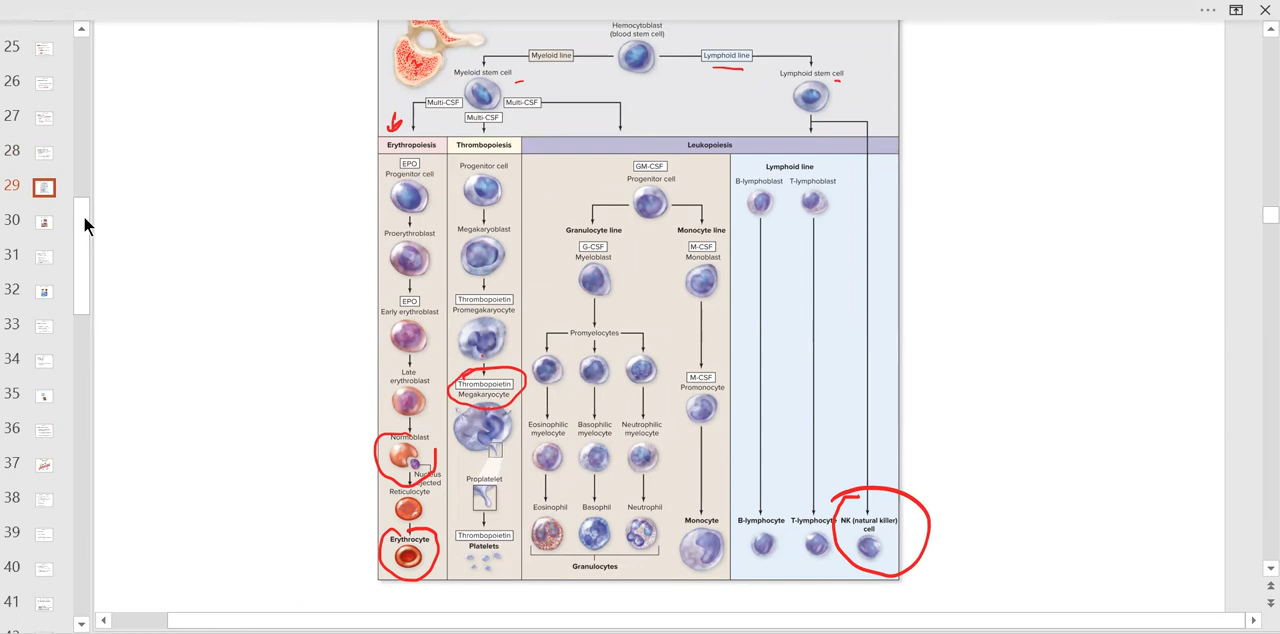 25
26
27
28
29
30
31
32
33
34
35
36
37
38
39
40
41
Hemocytoblast
(blood stem cell)
Myeloid line
Lymphoid line
Myeloid stem cell
Lymphoid stem cell
Multi-CSF
Multi-CSF
Multi-CSF
Erythropoiesis
Thrombopoiesis
Leukopoiesis
EPO
Progenitor cell
Proerythroblast
EPO
Early erythroblast
Late
erythroblast
Normoblast
Nucleus
ejected
Reticulocyte
Erythrocyte
Progenitor cell
Megakaryoblast
Thrombopoietin
Promegakaryocyte
Thrombopoietin
Megakaryocyte
Proplatelet
Thrombopoietin
Platelets
GM-CSF
Progenitor cell
Granulocyte line
Monocyte line
G-CSF
Myeloblast
M-CSF
Monoblast
Promyelocytes
M-CSF
Promonocyte
Eosinophilic
myelocyte
Basophilic
myelocyte
Neutrophilic
myelocyte
Eosinophil
Basophil
Neutrophil
Monocyte
Granulocytes
Lymphoid line
B-lymphoblast
T-lymphoblast
B-lymphocyte
T-lymphocyte
NK (natural killer)
cell